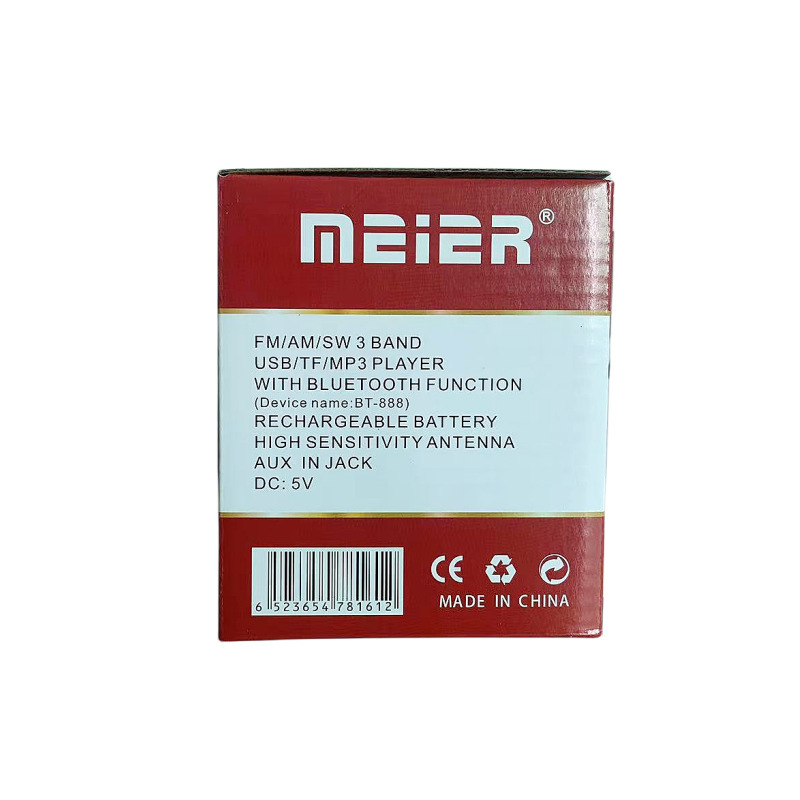 MEIER®
FM/AM/SW 3 BAND
USB/TF/MP3 PLAYER
WITH BLUETOOTH FUNCTION
(Device name:BT-888)
RECHARGEABLE BATTERY
HIGH SENSITIVITY ANTENNA
AUX IN JACK
DC: 5V
6 523654 781612
CE
MADE IN CHINA